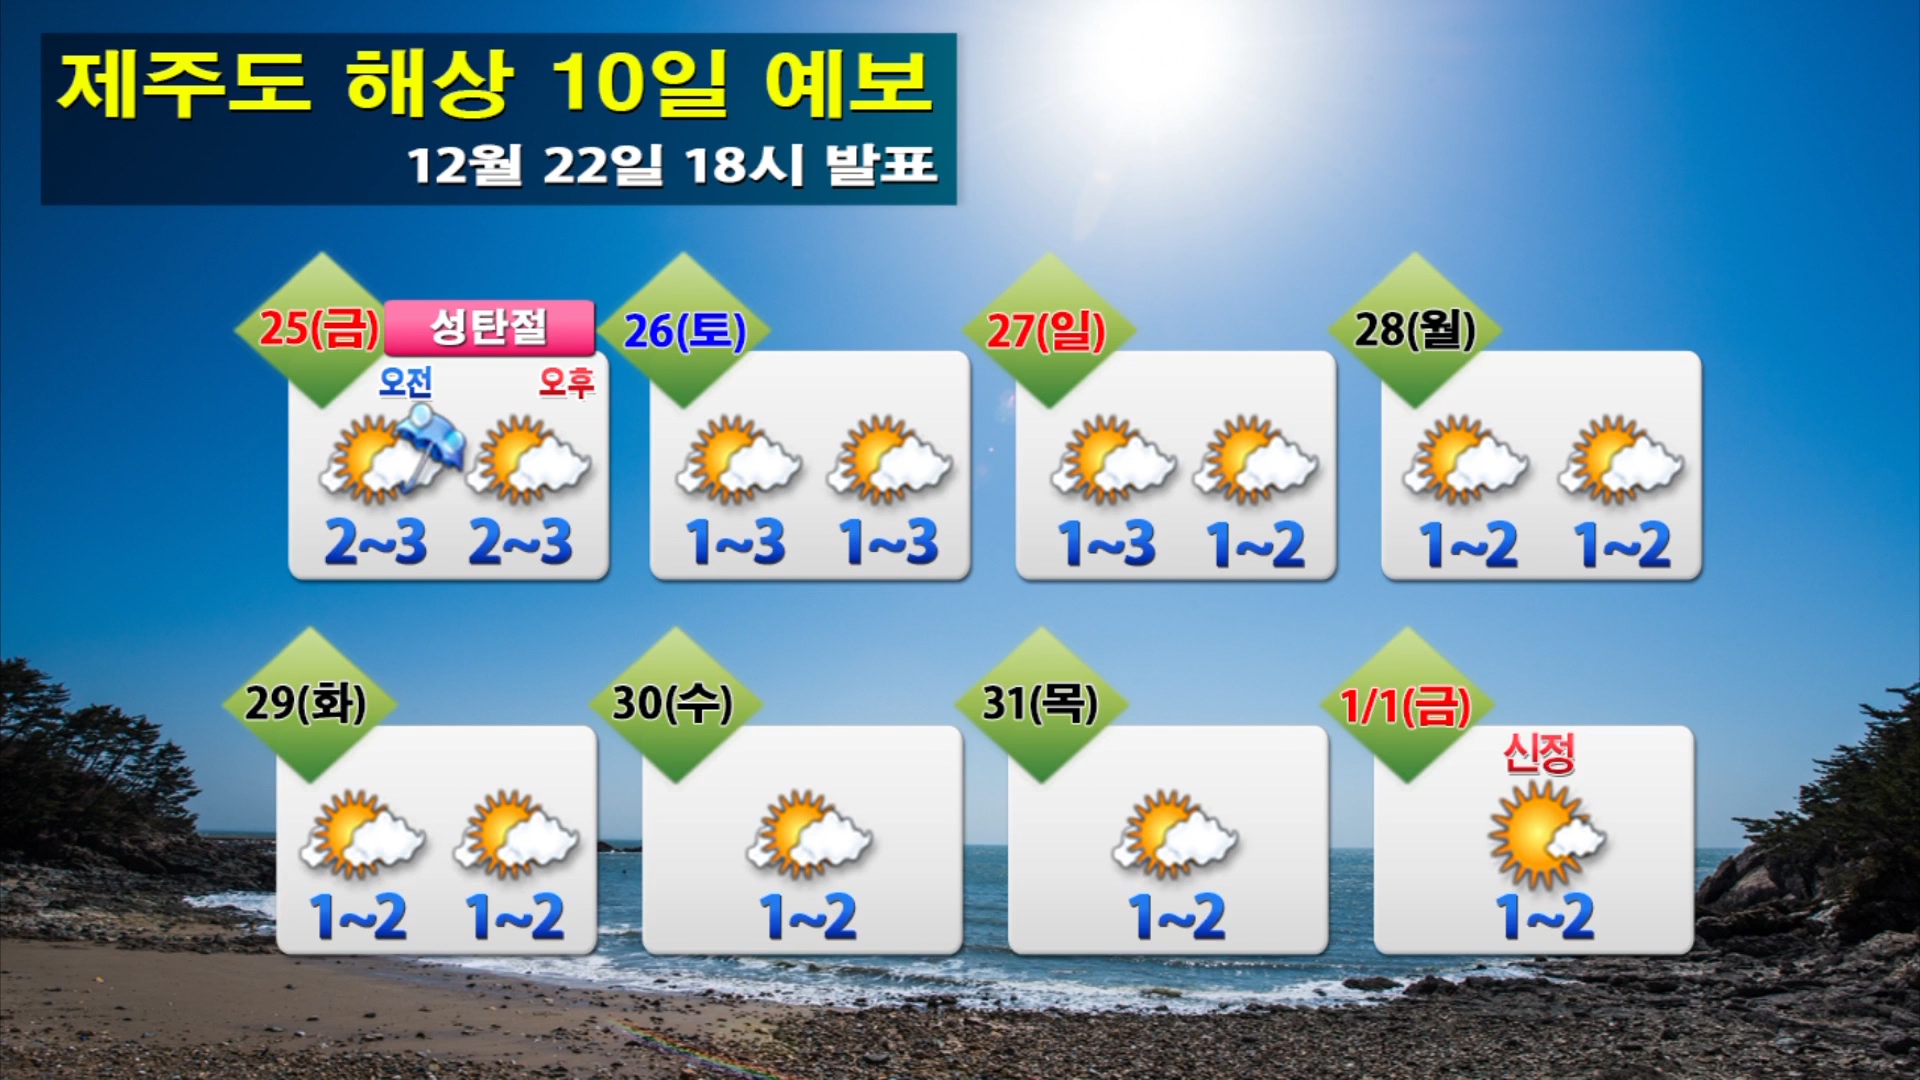 제주도 해상 10일 예보
12월 22일 18시 발표
25(금) 성탄절
오전 오후
2~3 2~3
26(토)
1~3 1~3
27(일)
1~3 1~2
28(월)
1~2 1~2
29(화)
1~2 1~2
30(수)
1~2
31(목)
1~2
1/1(금)
신정
1~2